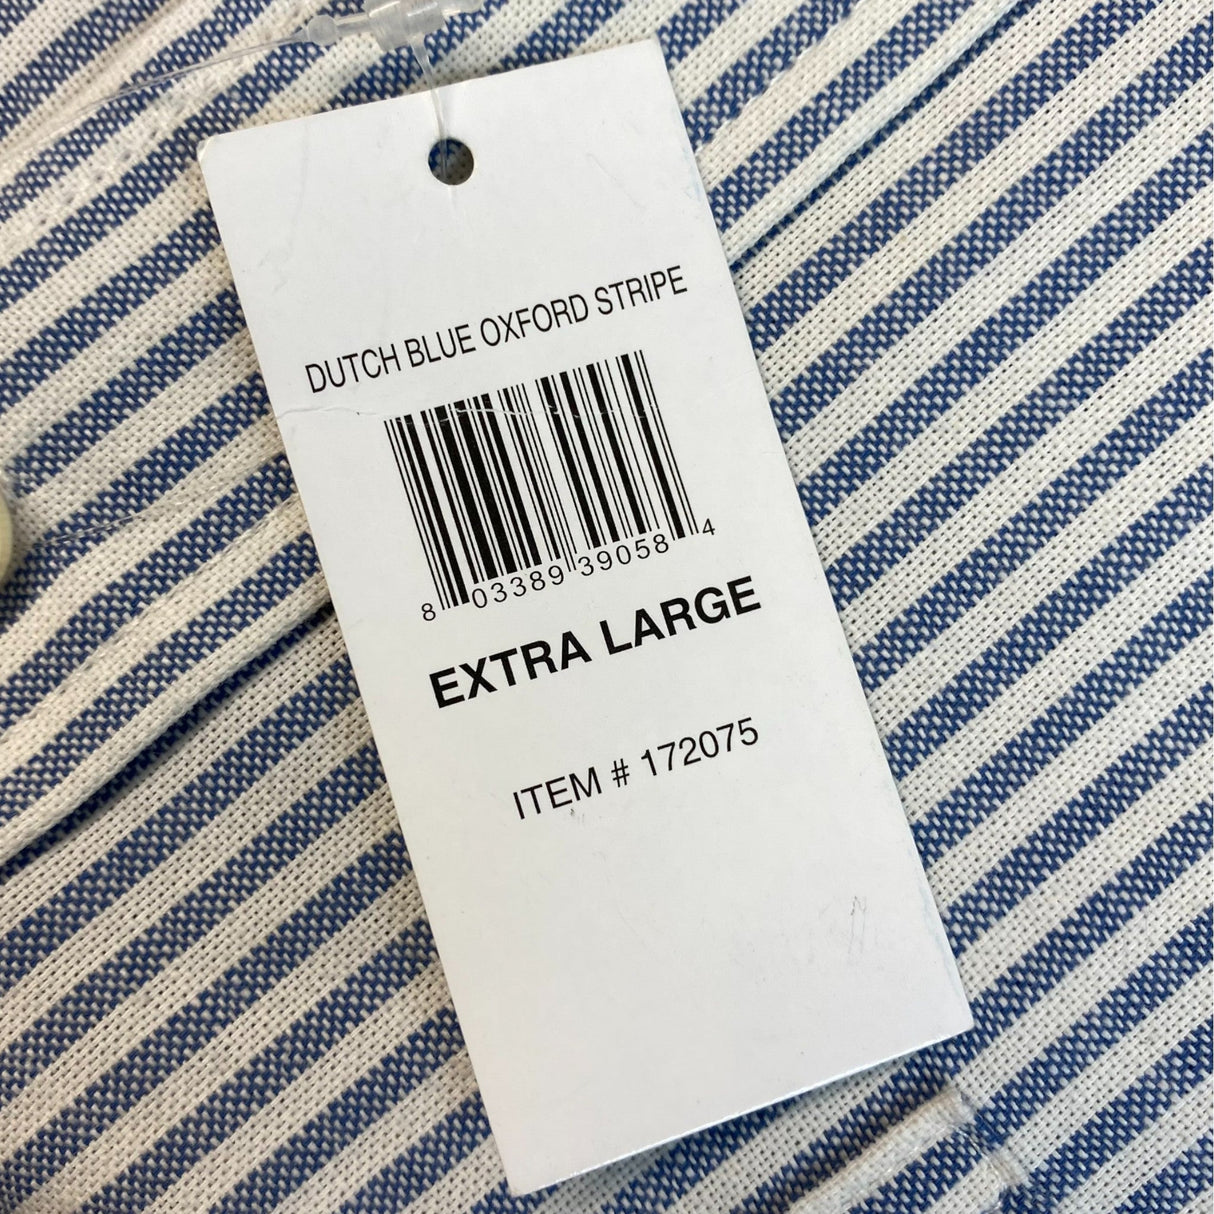 DUTCH BLUE OXFORD STRIPE
8 03389 39058 4
EXTRA LARGE
ITEM # 172075